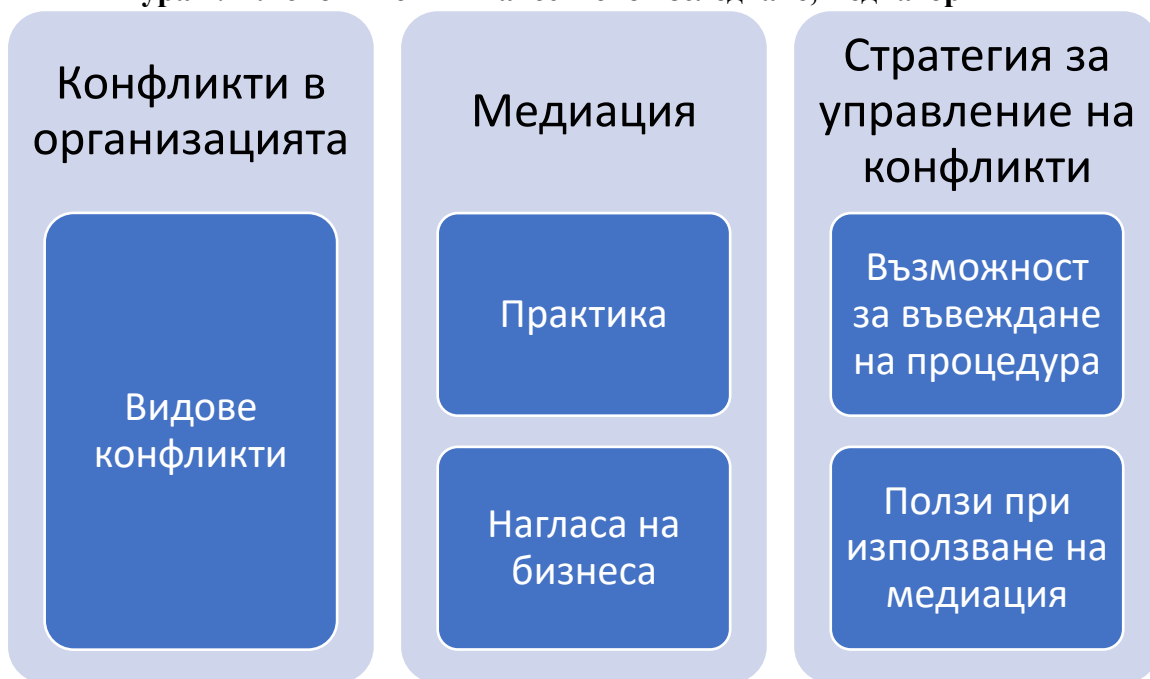 Конфликти в
организацията
Видове
конфликти
Медиация
Практика
Нагласа на
бизнеса
Стратегия за
управление на
конфликти
Възможност
за въвеждане
на процедура
Ползи при
използване на
медиация